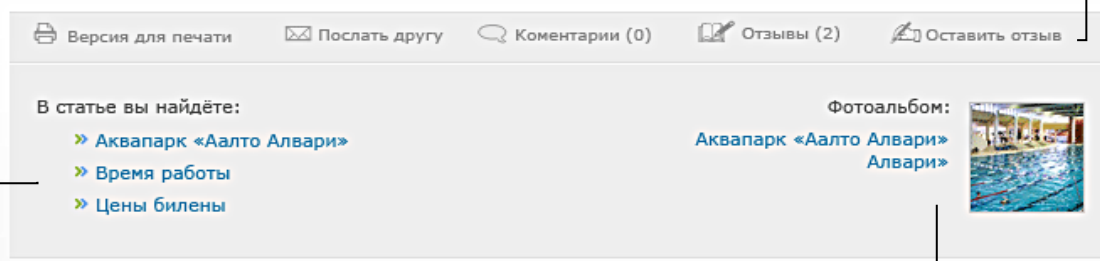 Версия для печати Послать другу Коментарии (0) Отзывы (2) Оставить отзыв
В статье вы найдёте:
» Аквапарк «Аалто Алвари»
» Время работы
» Цены билены
Фотоальбом:
Аквапарк «Аалто Алвари»
Алвари»